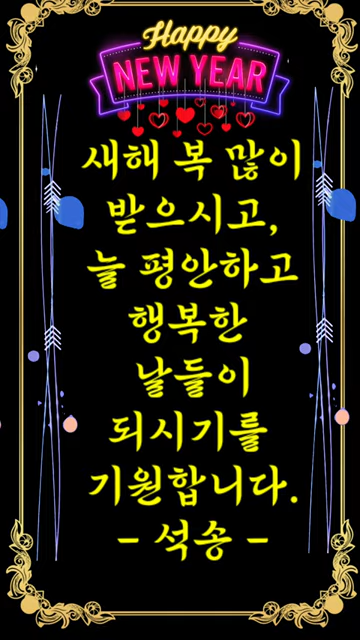 Happy
NEW YEAR
새해 복 많이
받으시고,
늘 평안하고
행복한
날들이
되시기를
기원합니다.
- 석송 -